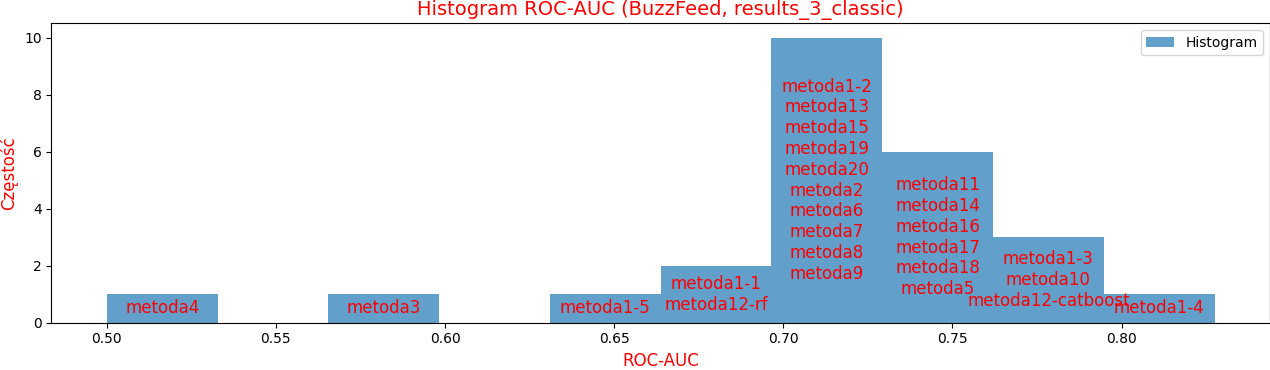 Histogram ROC-AUC (BuzzFeed, results_3_classic)
Histogram
Częstość
10
8
6
4
2
0
metoda4
metoda3
metoda1-5
metoda1-1
metoda12-rf
metoda1-2
metoda13
metoda15
metoda19
metoda20
metoda2
metoda6
metoda7
metoda8
metoda9
metoda11
metoda14
metoda16
metoda17
metoda18
metoda5
metoda1-3
metoda10
metoda12-catboost
metoda1-4
0.50 0.55 0.60 0.65 0.70 0.75 0.80
ROC-AUC